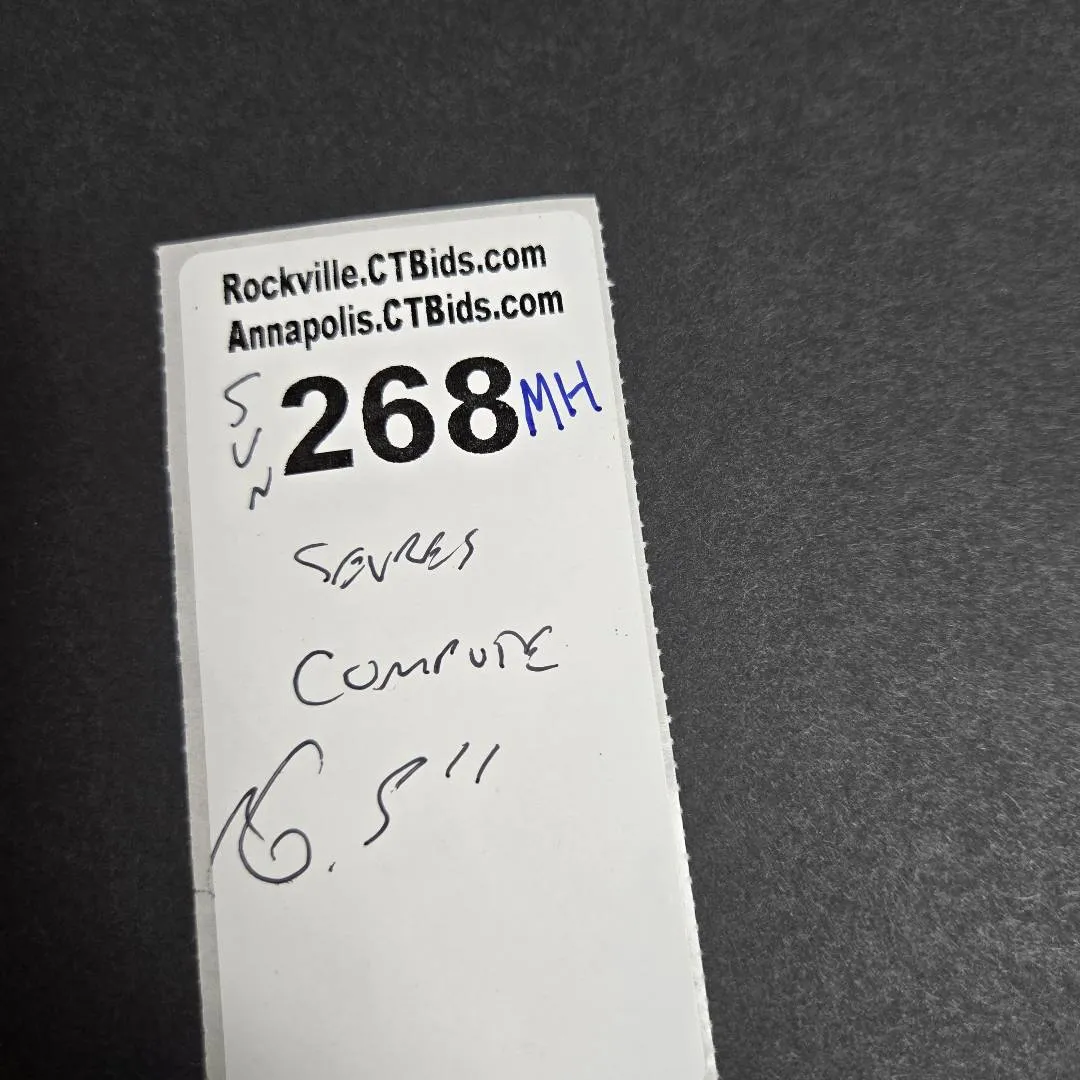 Rockville.CTBids.com
Annapolis.CTBids.com
SUN 268 MH
SEVRES
COMPOTE
6.5"